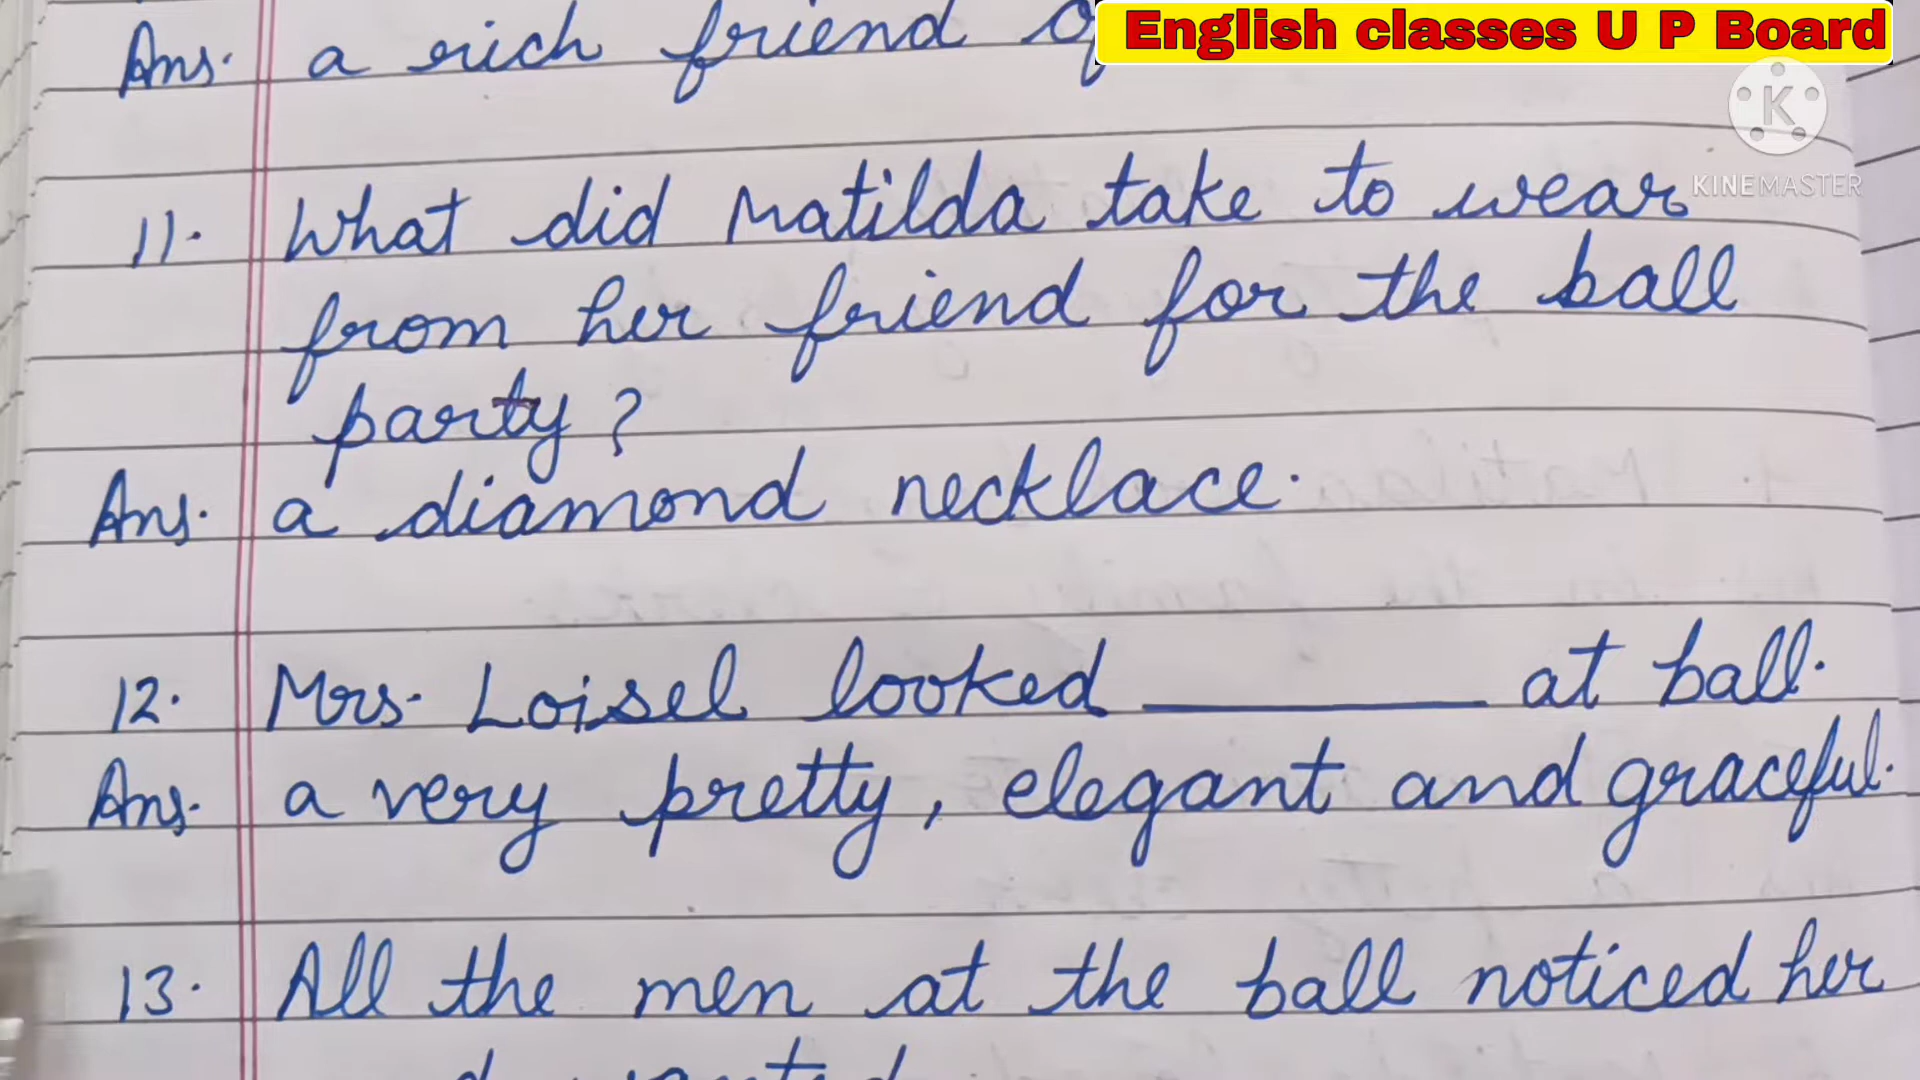 English classes U P Board
Ans. a rich friend
KINEMASTER
11. What did Matilda take to wear
from her friend for the ball
party?
Ans. a diamond necklace.
12. Mrs. Loisel looked ________ at ball.
Ans. a very pretty, elegant and graceful.
13. All the men at the ball noticed her